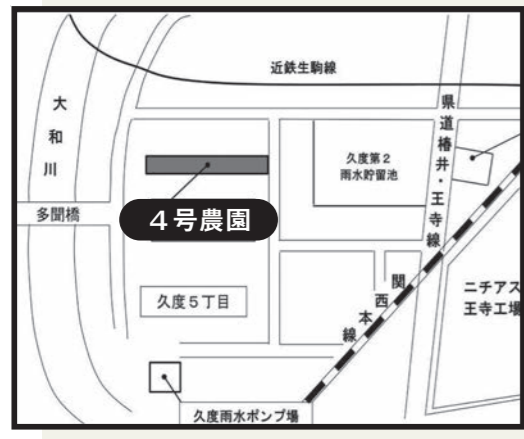 近鉄生駒線
大和川
県道椿井・王寺線
久度第2
雨水貯留池
多聞橋
4号農園
関西本線
ニチアス
王寺工場
久度5丁目
久度雨水ポンプ場